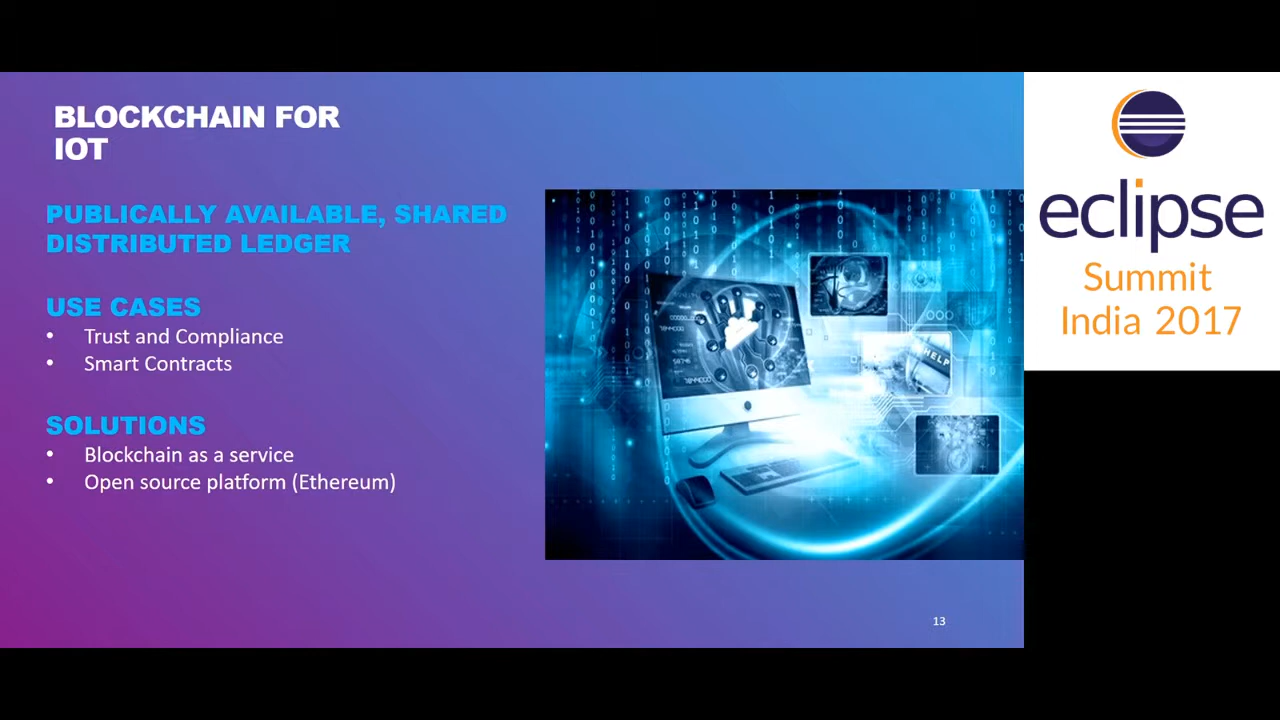 BLOCKCHAIN FOR
IOT
PUBLICALLY AVAILABLE, SHARED
DISTRIBUTED LEDGER
USE CASES
• Trust and Compliance
• Smart Contracts
SOLUTIONS
• Blockchain as a service
• Open source platform (Ethereum)
HELP
13
eclipse
Summit
India 2017